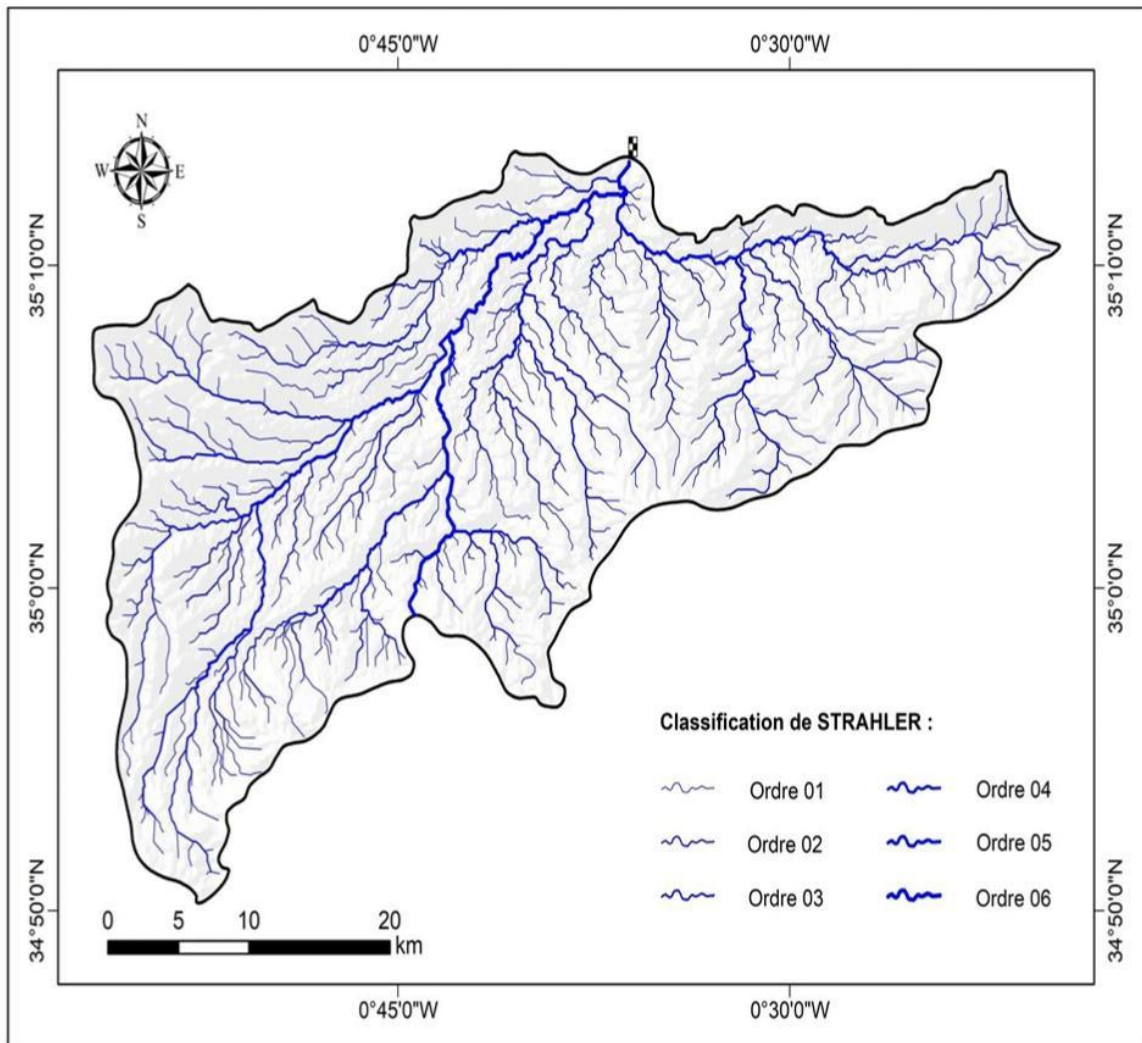 0°45'0"W 0°30'0"W
N
W E
S
35°10'0"N 35°10'0"N
35°0'0"N 35°0'0"N
Classification de STRAHLER :
Ordre 01 Ordre 04
Ordre 02 Ordre 05
Ordre 03 Ordre 06
34°50'0"N 34°50'0"N
0 5 10 20
km
0°45'0"W 0°30'0"W